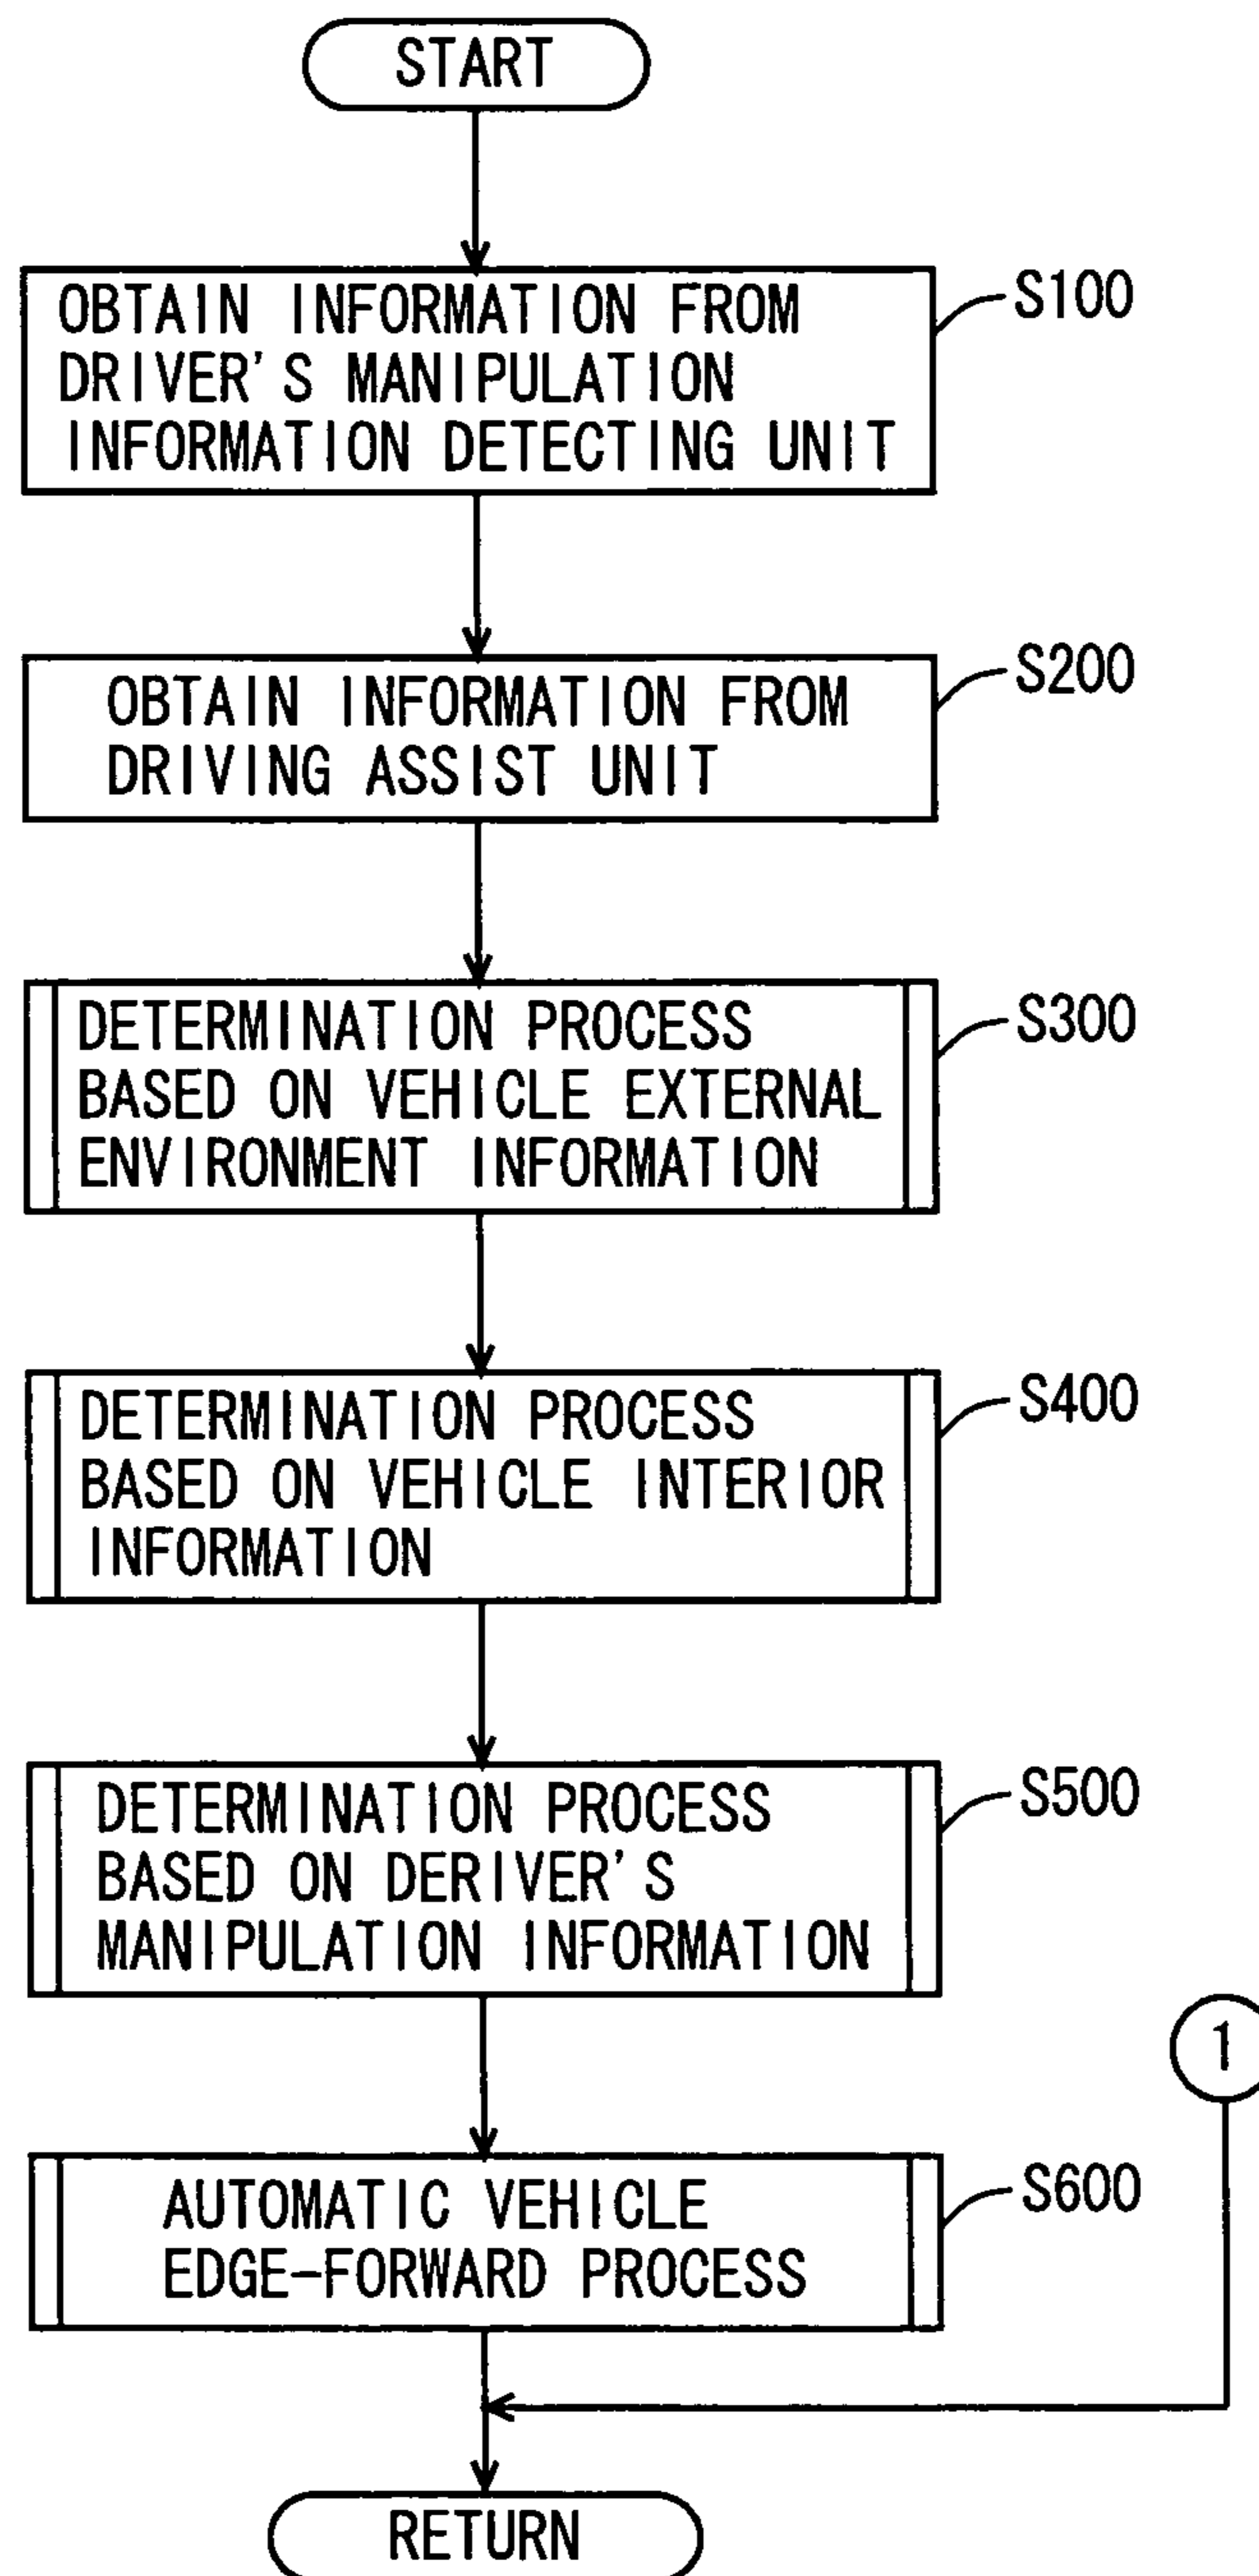 START
OBTAIN INFORMATION FROM
DRIVER'S MANIPULATION
INFORMATION DETECTING UNIT
S100
OBTAIN INFORMATION FROM
DRIVING ASSIST UNIT
S200
DETERMINATION PROCESS
BASED ON VEHICLE EXTERNAL
ENVIRONMENT INFORMATION
S300
DETERMINATION PROCESS
BASED ON VEHICLE INTERIOR
INFORMATION
S400
DETERMINATION PROCESS
BASED ON DERIVER'S
MANIPULATION INFORMATION
S500
1
AUTOMATIC VEHICLE
EDGE-FORWARD PROCESS
S600
RETURN